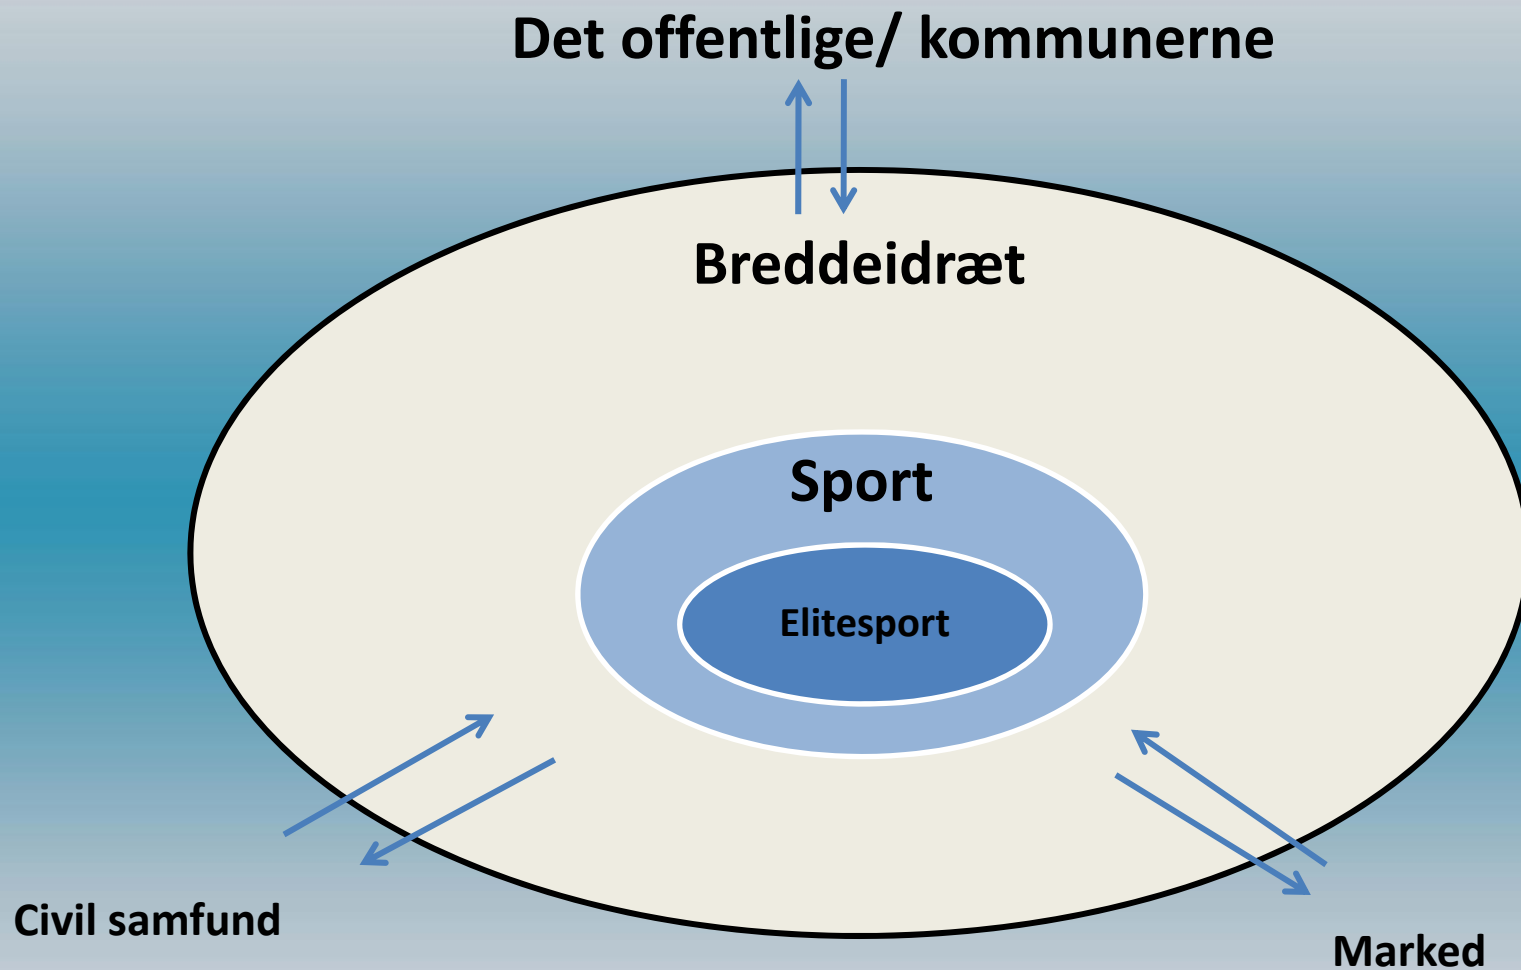 Det offentlige/ kommunerne
Breddeidræt
Sport
Elitesport
Civil samfund
Marked